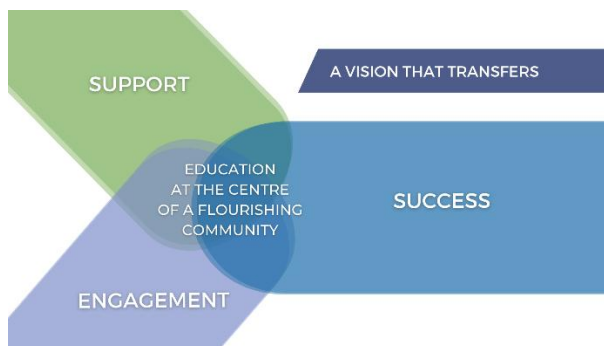 SUPPORT
A VISION THAT TRANSFERS
EDUCATION
AT THE CENTRE
OF A FLOURISHING
COMMUNITY
SUCCESS
ENGAGEMENT